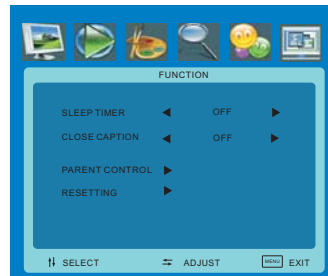 FUNCTION
SLEEP TIMER OFF
CLOSE CAPTION OFF
PARENT CONTROL
RESETTING
SELECT ADJUST MENU EXIT